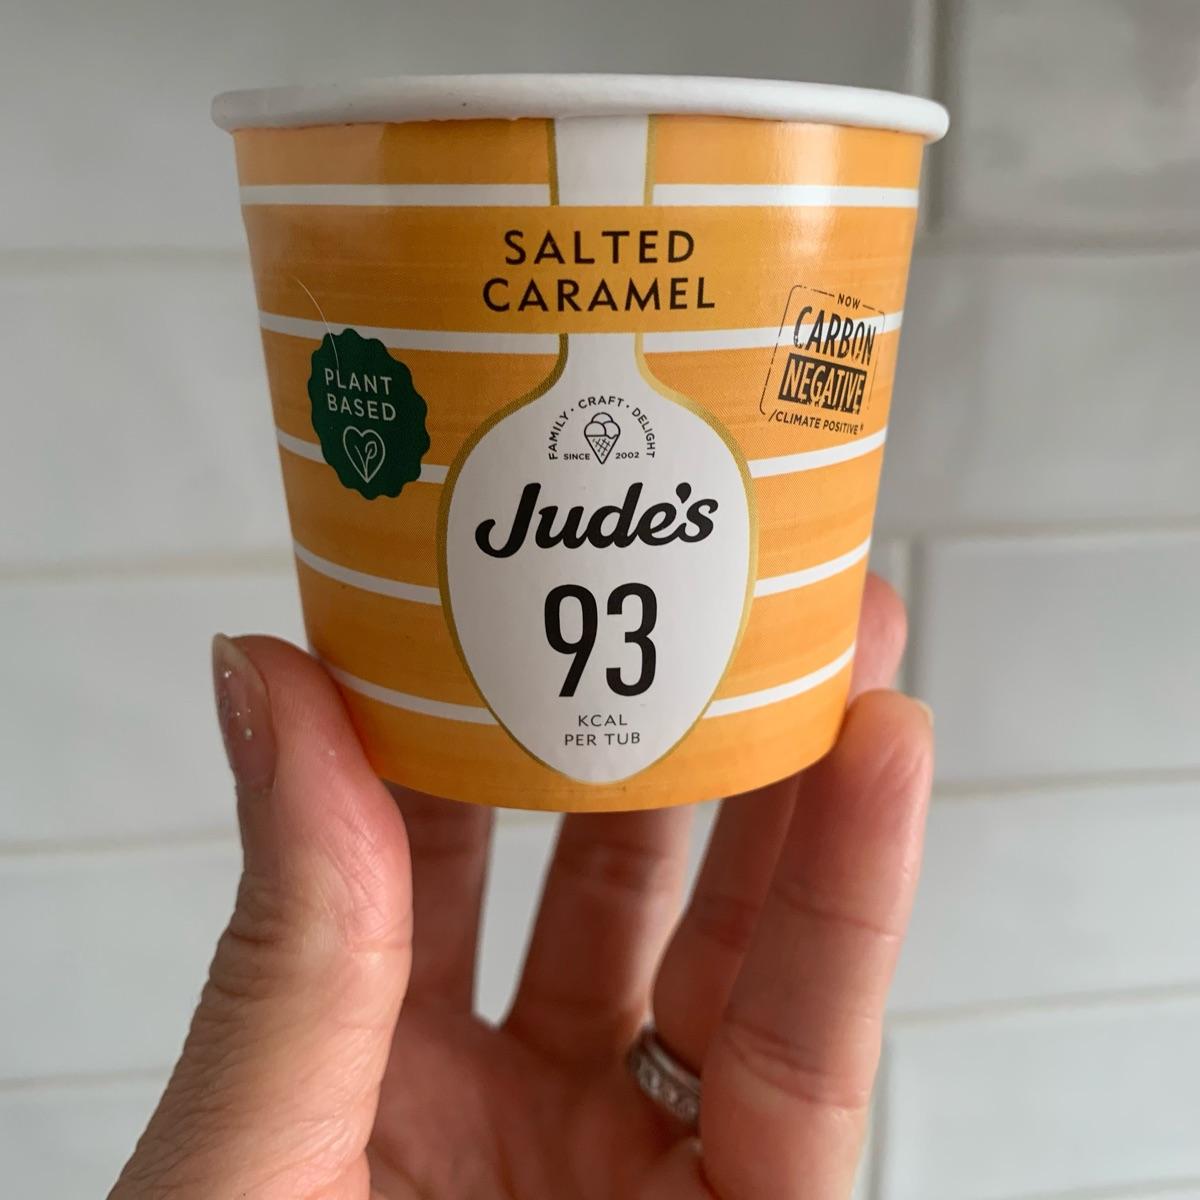 SALTED
CARAMEL
PLANT
BASED
NOW
CARBON
NEGATIVE
/CLIMATE POSITIVE*
FAMILY · CRAFT · DELIGHT
SINCE 2002
Jude's
93
KCAL
PER TUB